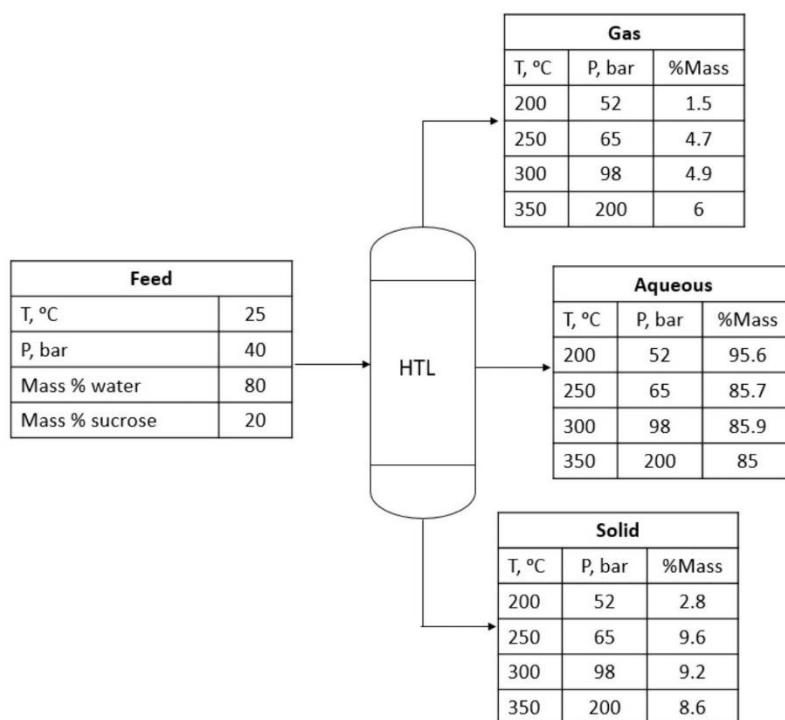 Gas
T, ºC P, bar %Mass
200 52 1.5
250 65 4.7
300 98 4.9
350 200 6
Feed
T, ºC 25
P, bar 40
Mass % water 80
Mass % sucrose 20
HTL
Aqueous
T, ºC P, bar %Mass
200 52 95.6
250 65 85.7
300 98 85.9
350 200 85
Solid
T, ºC P, bar %Mass
200 52 2.8
250 65 9.6
300 98 9.2
350 200 8.6